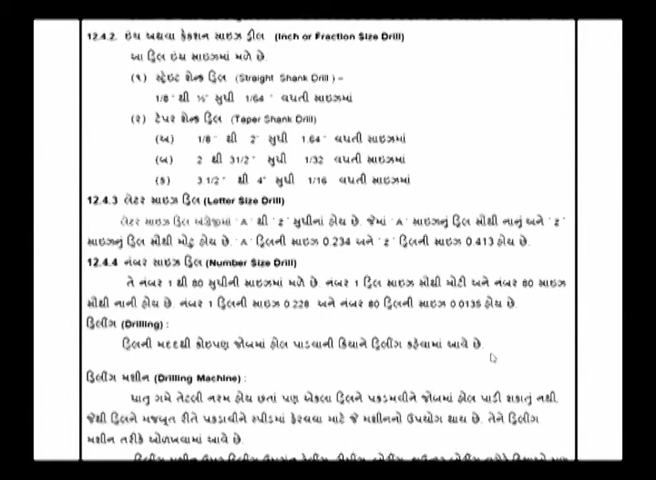 12.4.2. ઇંચ અથવા ફ્રેકશન સાઇઝ ડ્રીલ (Inch or Fraction Size Drill)
આ ડ્રિલ ઇંચ સાઇઝમાં મળે છે.
(૧) સ્ટ્રેઇટ શેન્ક ડ્રિલ (Straight Shank Drill) –
1/8" થી ½" સુધી 1/64" વધતી સાઇઝમાં
(૨) ટેપર શેન્ક ડ્રિલ (Taper Shank Drill)
(અ) 1/8" થી 2" સુધી 1.64" વધતી સાઇઝમાં
(બ) 2 થી 31/2" સુધી 1/32 વધતી સાઇઝમાં
(ક) 3 1/2" થી 4" સુધી 1/16 વધતી સાઇઝમાં
12.4.3 લેટર સાઇઝ ડ્રિલ (Letter Size Drill)
લેટર સાઇઝ ડ્રિલ અંગ્રેજીમાં 'A' થી 'Z' સુધીનાં હોય છે. જેમાં 'A' સાઇઝનું ડ્રિલ સૌથી નાનું અને 'Z'
સાઇઝનું ડ્રિલ સૌથી મોટુ હોય છે. 'A' ડ્રિલની સાઇઝ 0.234 અને 'Z' ડ્રિલની સાઇઝ 0.413 હોય છે.
12.4.4 નંબર સાઇઝ ડ્રિલ (Number Size Drill)
તે નંબર 1 થી 80 સુધીની સાઇઝમાં મળે છે. નંબર 1 ડ્રિલ સાઇઝ સૌથી મોટી અને નંબર 80 સાઇઝ
સૌથી નાની હોય છે. નંબર 1 ડ્રિલની સાઇઝ 0.228 અને નંબર 80 ડ્રિલની સાઇઝ 0.0135 હોય છે.
ડ્રિલીંગ (Drilling) :
ડ્રિલની મદદથી કોઇપણ જોબમાં હોલ પાડવાની ક્રિયાને ડ્રિલીંગ કહેવામાં આવે છે.
ડ્રિલીંગ મશીન (Drilling Machine) :
ધાતુ ગમે તેટલી નરમ હોય છતાં પણ એકલા ડ્રિલને પકડમવીને જોબમાં હોલ પાડી શકાતું નથી.
જેથી ડ્રિલને મજબૂત રીતે પકડાવીને સ્પીડમાં ફેરવવા માટે જે મશીનનો ઉપયોગ થાય છે. તેને ડ્રિલીંગ
મશીન તરીકે ઓળખવામાં આવે છે.